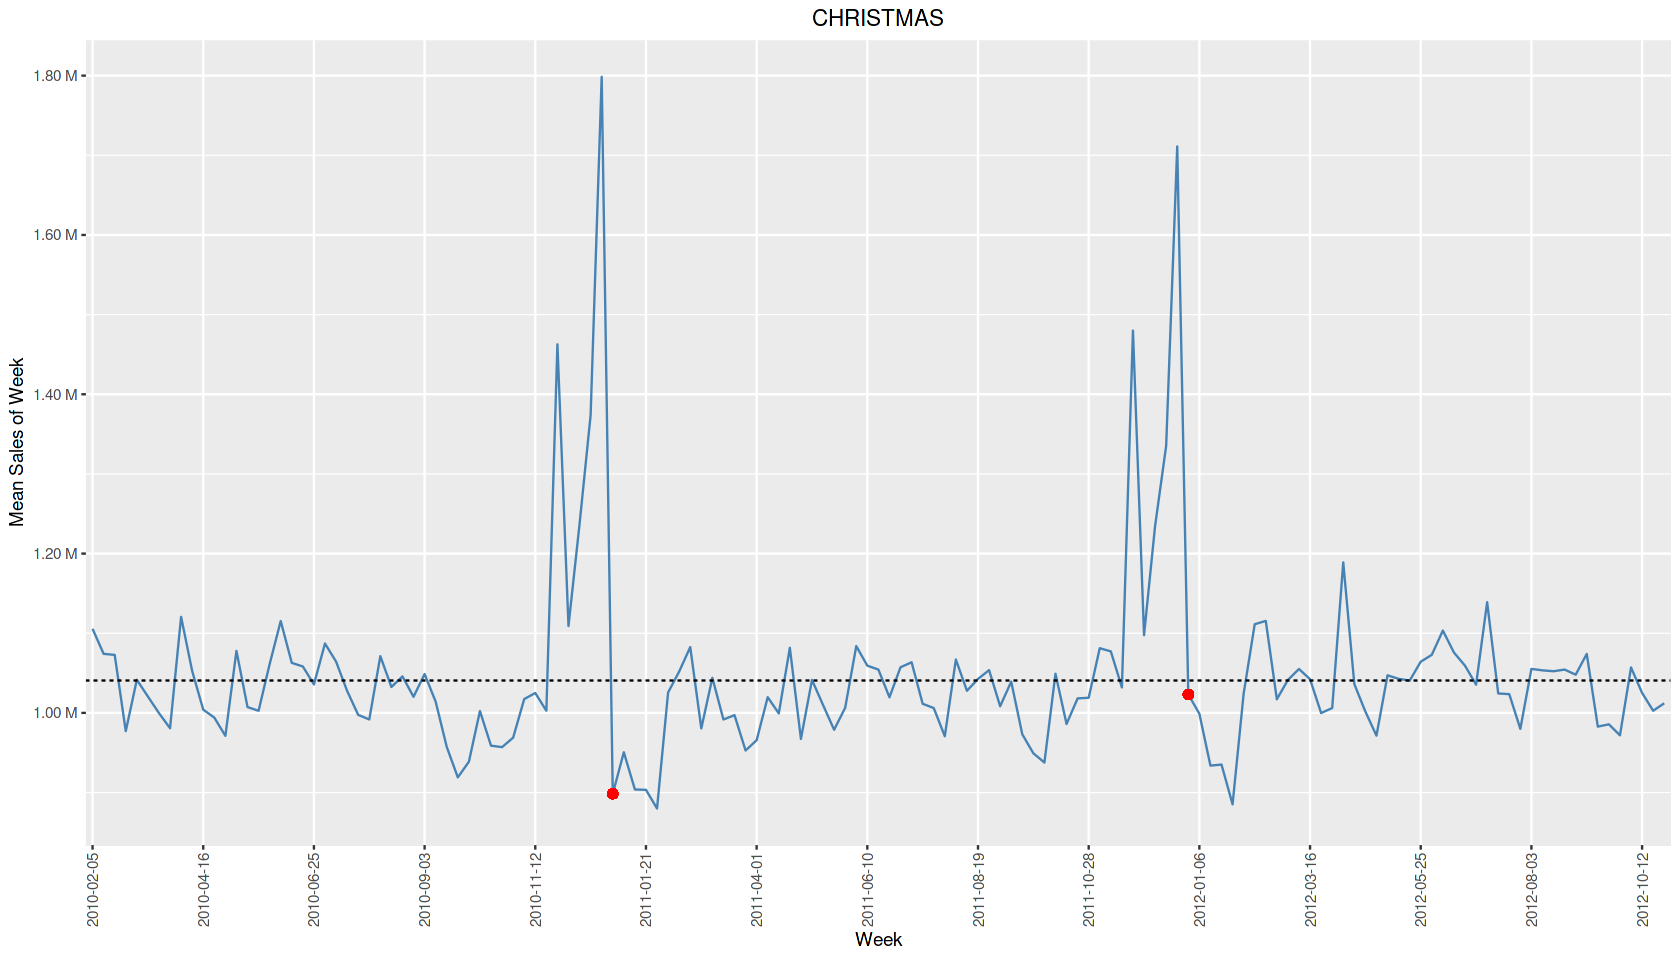 CHRISTMAS
Mean Sales of Week
1.80 M
1.60 M
1.40 M
1.20 M
1.00 M
2010-02-05
2010-04-16
2010-06-25
2010-09-03
2010-11-12
2011-01-21
2011-04-01
2011-06-10
2011-08-19
2011-10-28
2012-01-06
2012-03-16
2012-05-25
2012-08-03
2012-10-12
Week